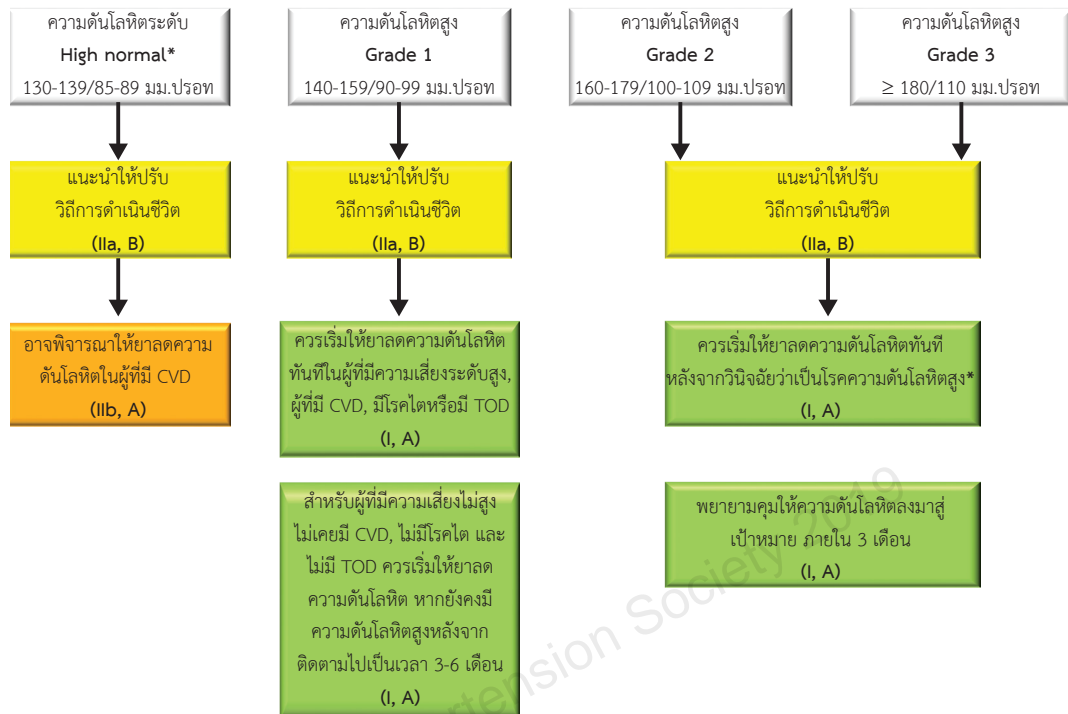 ความดันโลหิตระดับ
High normal*
130-139/85-89 มม.ปรอท
ความดันโลหิตสูง
Grade 1
140-159/90-99 มม.ปรอท
ความดันโลหิตสูง
Grade 2
160-179/100-109 มม.ปรอท
ความดันโลหิตสูง
Grade 3
≥ 180/110 มม.ปรอท
แนะนำให้ปรับ
วิถีการดำเนินชีวิต
(IIa, B)
แนะนำให้ปรับ
วิถีการดำเนินชีวิต
(IIa, B)
แนะนำให้ปรับ
วิถีการดำเนินชีวิต
(IIa, B)
อาจพิจารณาให้ยาลดความ
ดันโลหิตในผู้ที่มี CVD
(IIb, A)
ควรเริ่มให้ยาลดความดันโลหิต
ทันทีในผู้ที่มีความเสี่ยงระดับสูง,
ผู้ที่มี CVD, มีโรคไตหรือมี TOD
(I, A)
ควรเริ่มให้ยาลดความดันโลหิตทันที
หลังจากวินิจฉัยว่าเป็นโรคความดันโลหิตสูง*
(I, A)
สำหรับผู้ที่มีความเสี่ยงไม่สูง
ไม่เคยมี CVD, ไม่มีโรคไต และ
ไม่มี TOD ควรเริ่มให้ยาลด
ความดันโลหิต หากยังคงมี
ความดันโลหิตสูงหลังจาก
ติดตามไปเป็นเวลา 3-6 เดือน
(I, A)
พยายามคุมให้ความดันโลหิตลงมาสู่
เป้าหมาย ภายใน 3 เดือน
(I, A)
Society 2019